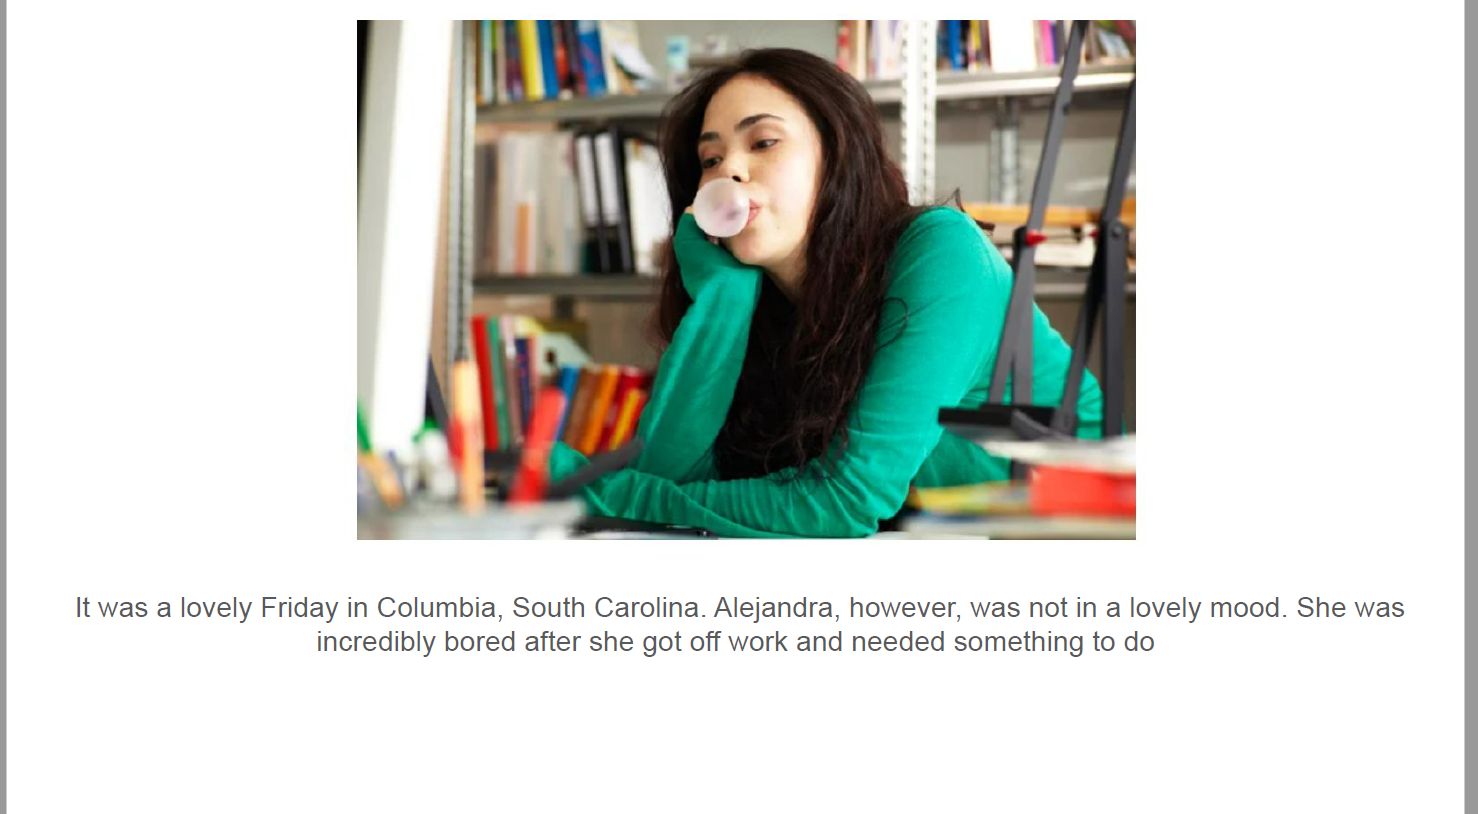 It was a lovely Friday in Columbia, South Carolina. Alejandra, however, was not in a lovely mood. She was
incredibly bored after she got off work and needed something to do